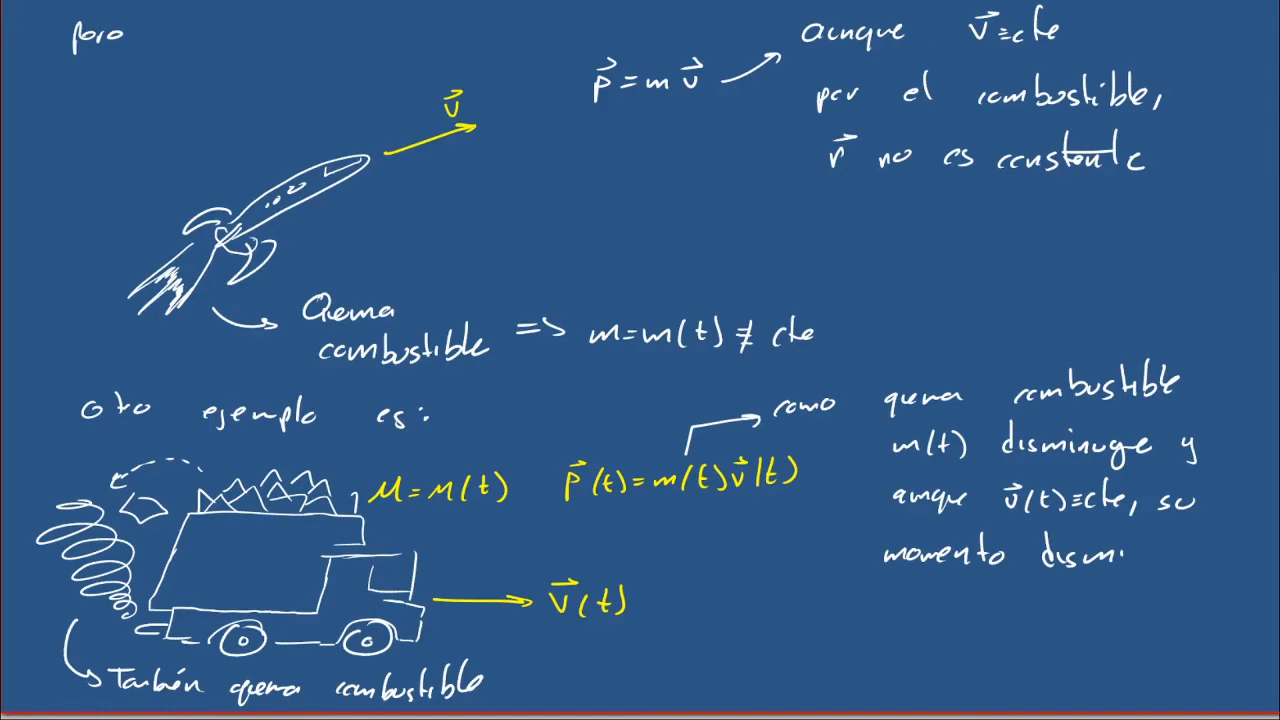 pero
p⃗ = m v⃗
aunque v⃗ ≡ cte
por el combustible,
p⃗ no es constante
v⃗
Quema
combustible => m = m(t) ≠ cte
otro ejemplo es:
M = M(t)
p⃗(t) = m(t) v⃗(t)
como quema combustible
m(t) disminuye y
aunque v⃗(t) ≡ cte, su
momento dismi
v⃗(t)
También quema combustible